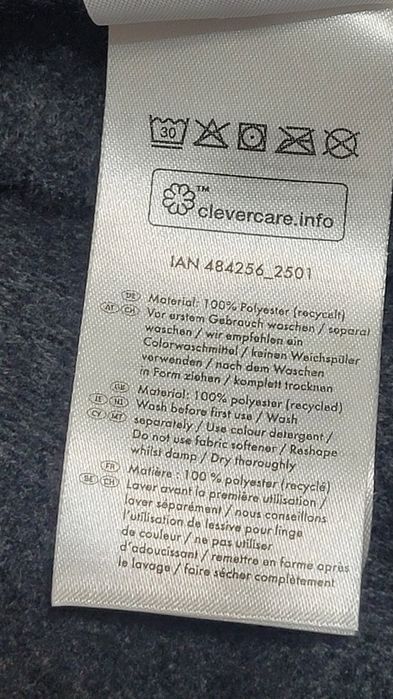 30
™
clevercare.info
IAN 484256_2501
DE Material: 100% Polyester (recycelt)
AT CH Vor erstem Gebrauch waschen / separat
waschen / wir empfehlen ein
Colorwaschmittel / keinen Weichspüler
verwenden / nach dem Waschen
in Form ziehen / komplett trocknen
GB Material: 100% polyester (recycled)
IE NI Wash before first use / Wash
CY MT separately / Use colour detergent /
Do not use fabric softener / Reshape
whilst damp / Dry thoroughly
FR Matière : 100 % polyester (recyclé)
BE CH Laver avant la première utilisation /
laver séparément / nous conseillons
l'utilisation de lessive pour linge
de couleur / ne pas utiliser
d'adoucissant / remettre en forme après
le lavage / faire sécher complètement